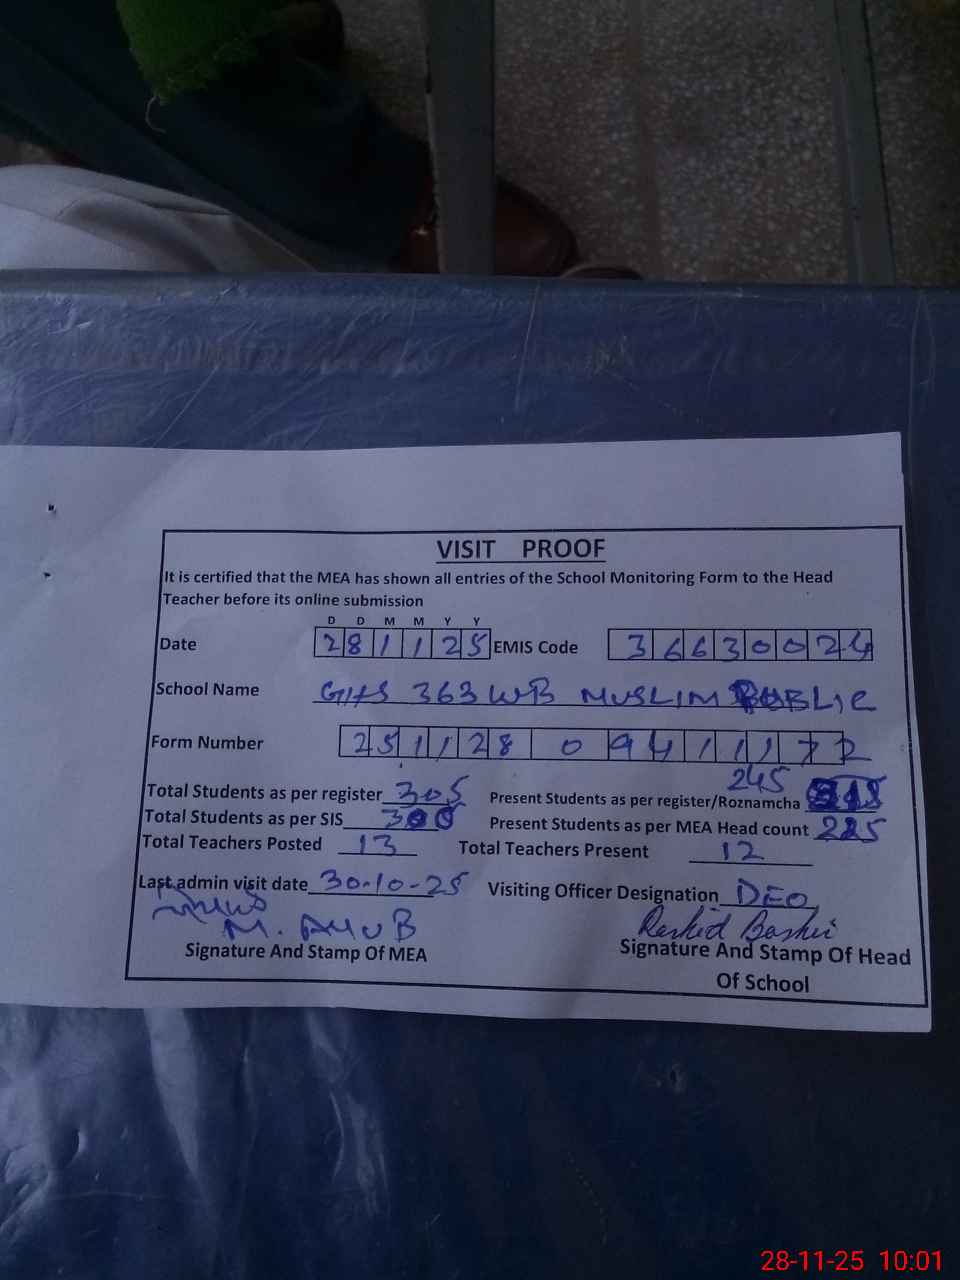 VISIT PROOF
It is certified that the MEA has shown all entries of the School Monitoring Form to the Head
Teacher before its online submission
D D M M Y Y
Date 281125 EMIS Code 36630024
School Name GHS 363 WB MUSLIM PUBLIC
Form Number 251128 09411172
245
Total Students as per register 305 Present Students as per register/Roznamcha
Total Students as per SIS 300 Present Students as per MEA Head count 225
Total Teachers Posted 13 Total Teachers Present 12
Last admin visit date 30-10-25 Visiting Officer Designation DEO
M. AYUB Rashid Bashir
Signature And Stamp Of MEA Signature And Stamp Of Head
Of School
28-11-25 10:01